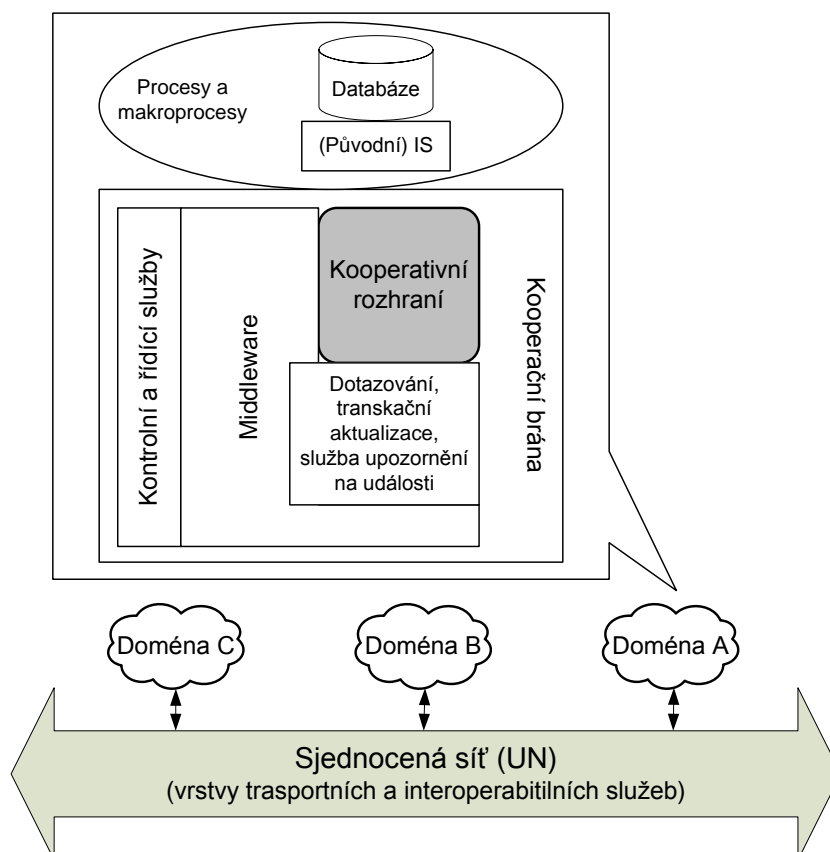 Procesy a
makroprocesy
Databáze
(Původní) IS
Kontrolní a řídící služby
Middleware
Kooperativní
rozhraní
Dotazování,
transkační
aktualizace,
služba upozornění
na události
Kooperační brána
Doména C
Doména B
Doména A
Sjednocená síť (UN)
(vrstvy trasportních a interoperabitilních služeb)